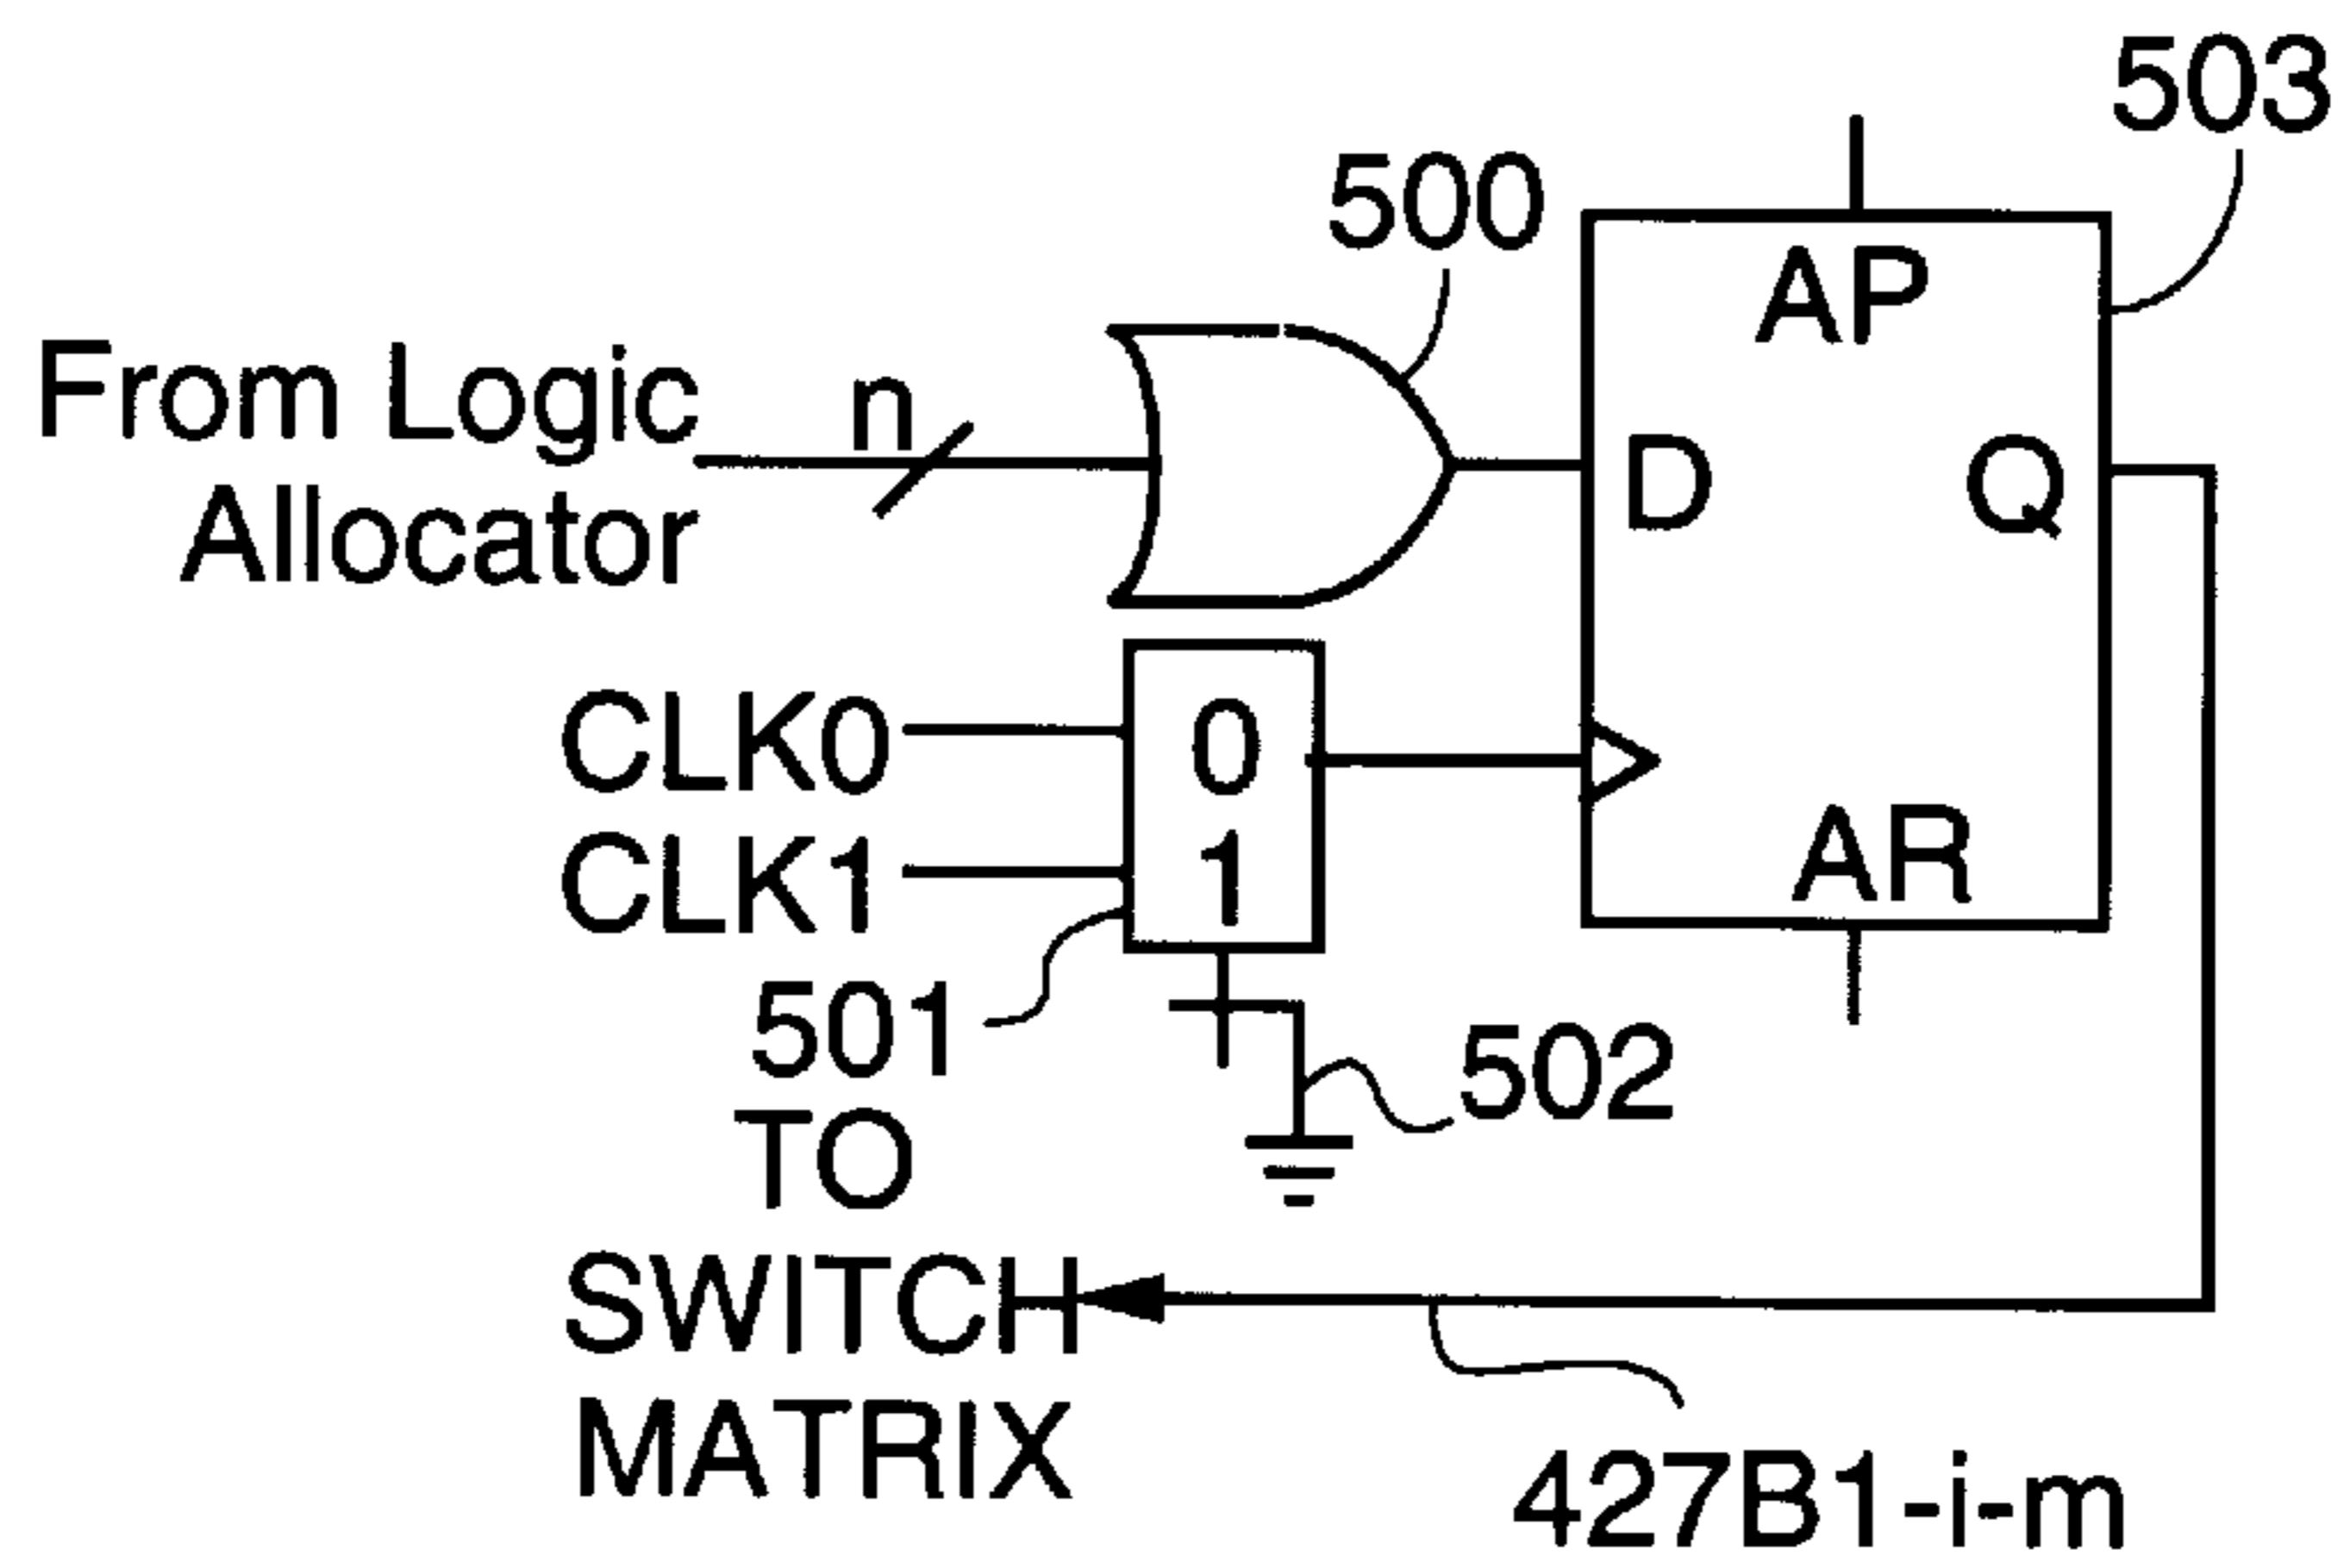 503
500
AP
From Logic
Allocator
n
D
Q
CLK0
0
CLK1
1
AR
501
502
TO
SWITCH
MATRIX
427B1-i-m